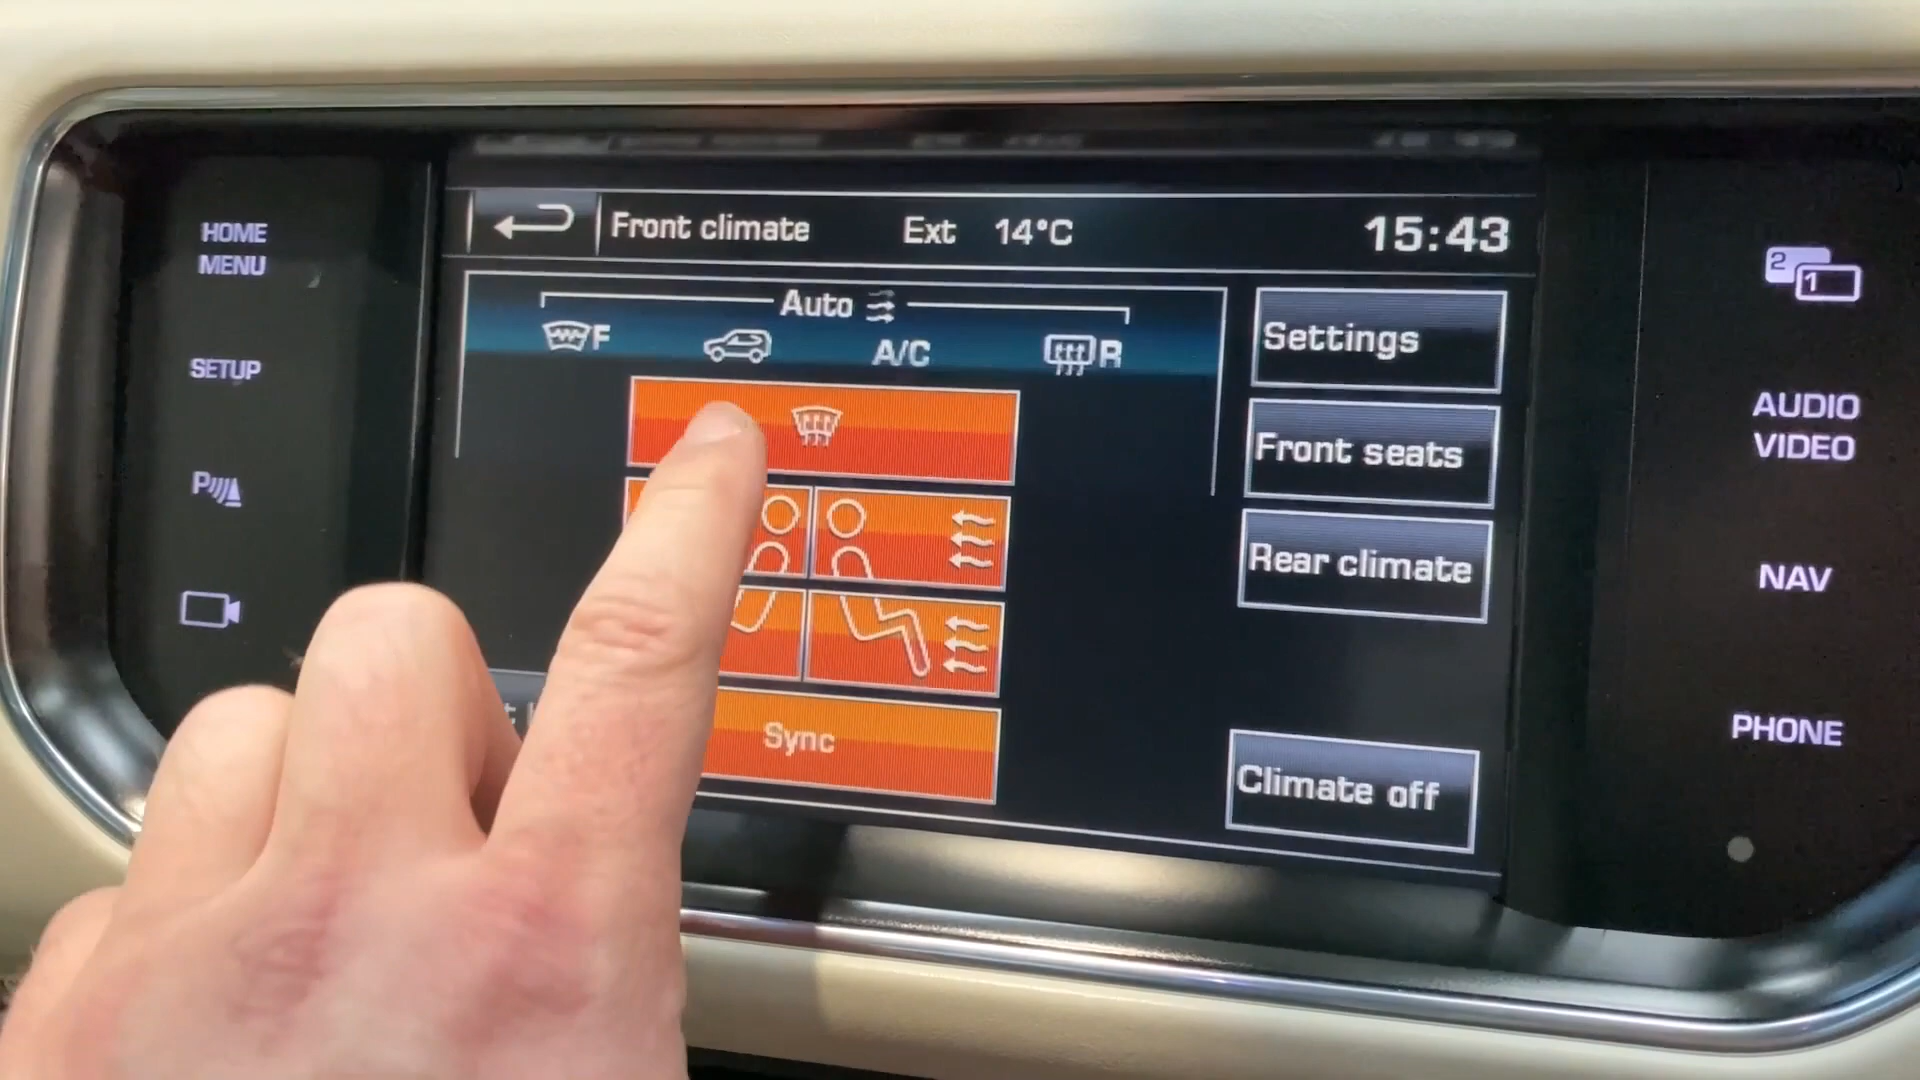 HOME
MENU
SETUP
P
Front climate Ext 14°C 15:43
Auto
F A/C R
Sync
Settings
Front seats
Rear climate
Climate off
2
1
AUDIO
VIDEO
NAV
PHONE